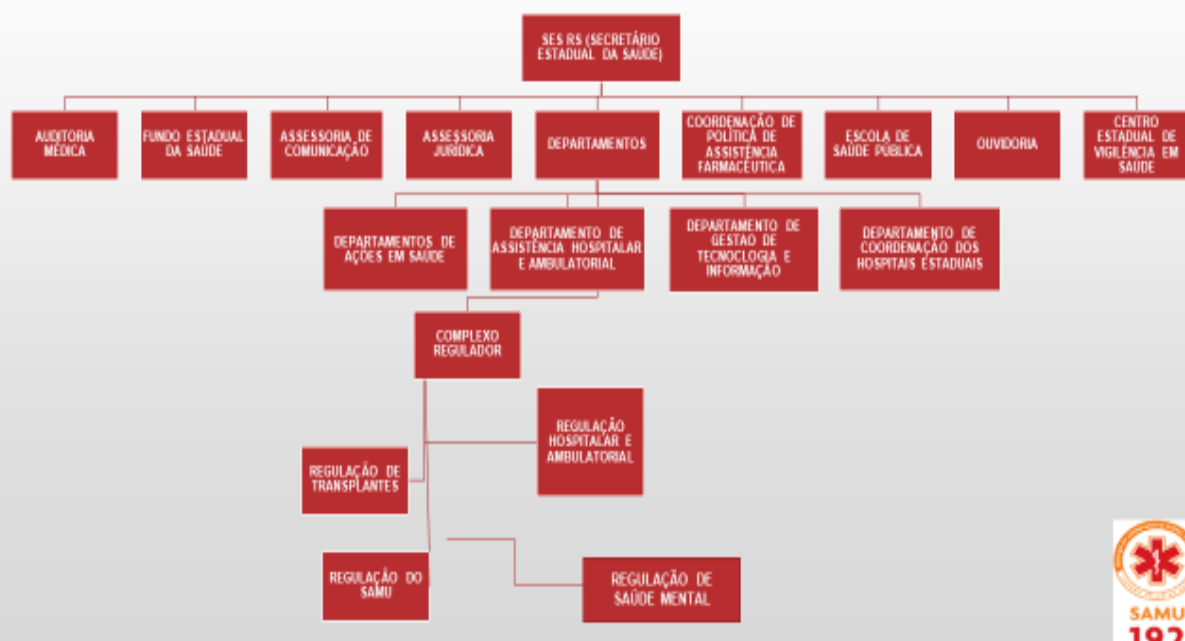 SES RS (SECRETÁRIO
ESTADUAL DA SAÚDE)
AUDITORIA
MÉDICA
FUNDO ESTADUAL
DA SAÚDE
ASSESSORIA DE
COMUNICAÇÃO
ASSESSORIA
JURÍDICA
DEPARTAMENTOS
COORDENAÇÃO DE
POLÍTICA DE
ASSISTÊNCIA
FARMACÊUTICA
ESCOLA DE
SAÚDE PÚBLICA
OUVIDORIA
CENTRO
ESTADUAL DE
VIGILÊNCIA EM
SAÚDE
DEPARTAMENTOS DE
AÇÕES EM SAÚDE
DEPARTAMENTO DE
ASSISTÊNCIA HOSPITALAR
E AMBULATORIAL
DEPARTAMENTO DE
GESTAO DE
TECNOCLOGIA E
INFORMAÇÃO
DEPARTAMENTO DE
COORDENAÇÃO DOS
HOSPITAIS ESTADUAIS
COMPLEXO
REGULADOR
REGULAÇÃO
HOSPITALAR E
AMBULATORIAL
REGULAÇÃO DE
TRANSPLANTES
REGULAÇÃO DO
SAMU
REGULAÇÃO DE
SAÚDE MENTAL
SAMU
192